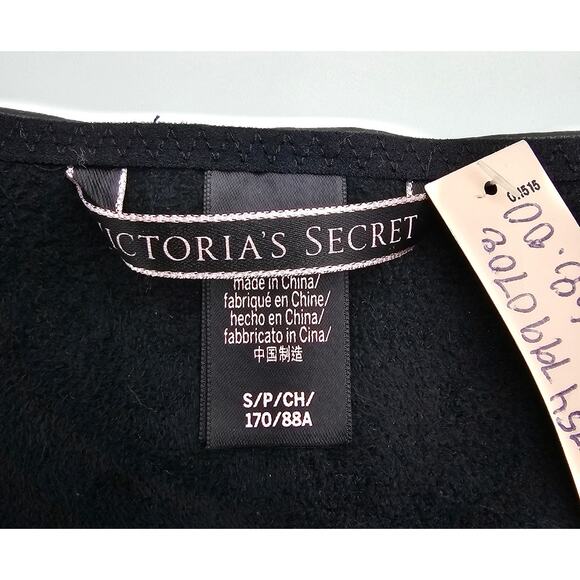 ICTORIA'S SECRET
made in China/
fabriqué en Chine/
hecho en China/
fabbricato in Cina/
中国制造
S/P/CH/
170/88A